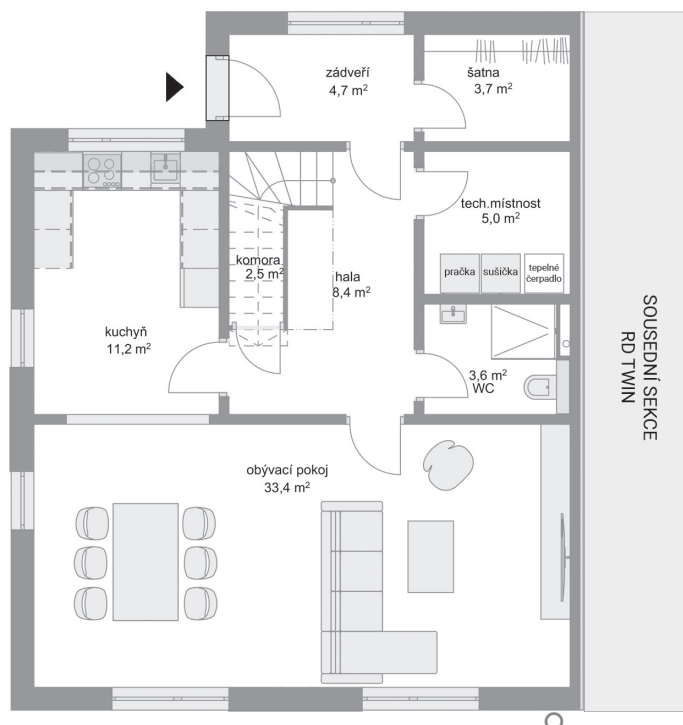 zádveří
4,7 m²
šatna
3,7 m²
tech.místnost
5,0 m²
pračka
sušička
tepelné
čerpadlo
komora
2,5 m²
hala
8,4 m²
kuchyň
11,2 m²
3,6 m²
WC
obývací pokoj
33,4 m²
SOUSEDNÍ SEKCE
RD TWIN